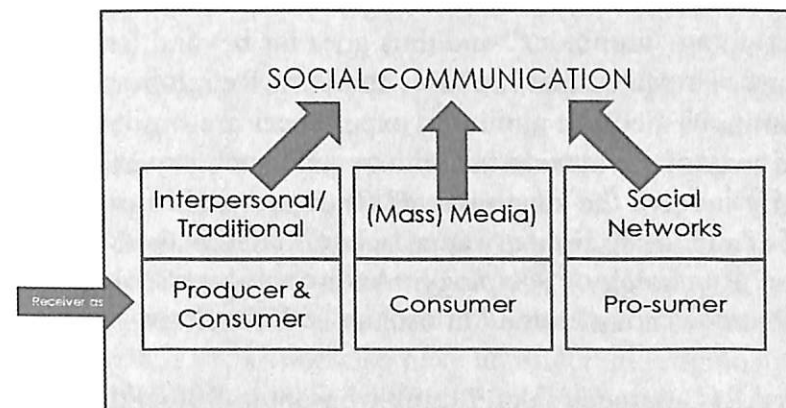 SOCIAL COMMUNICATION
Interpersonal/
Traditional
(Mass) Media)
Social
Networks
Receiver as
Producer &
Consumer
Consumer
Pro-sumer